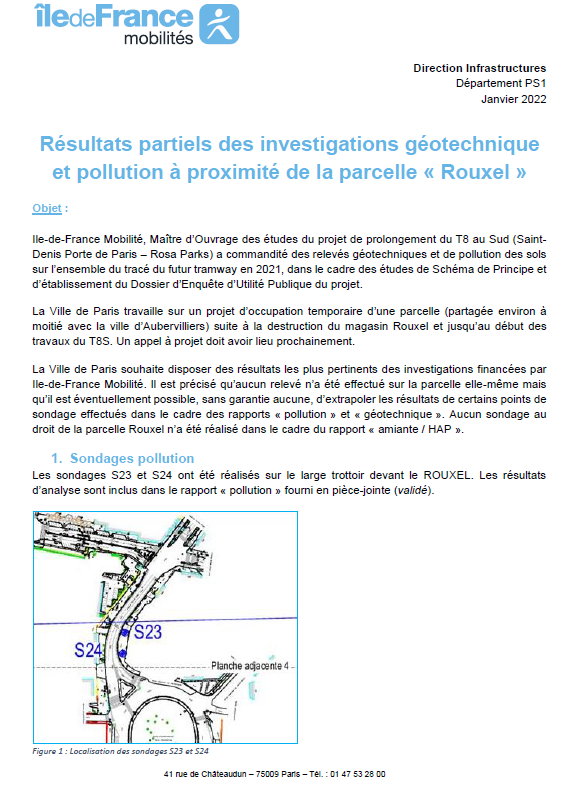 îledeFrance
mobilités
Direction Infrastructures
Département PS1
Janvier 2022
Résultats partiels des investigations géotechnique
et pollution à proximité de la parcelle « Rouxel »
Objet :
Ile-de-France Mobilité, Maître d’Ouvrage des études du projet de prolongement du T8 au Sud (Saint-
Denis Porte de Paris – Rosa Parks) a commandité des relevés géotechniques et de pollution des sols
sur l’ensemble du tracé du futur tramway en 2021, dans le cadre des études de Schéma de Principe et
d’établissement du Dossier d’Enquête d’Utilité Publique du projet.
La Ville de Paris travaille sur un projet d’occupation temporaire d’une parcelle (partagée environ à
moitié avec la ville d’Aubervilliers) suite à la destruction du magasin Rouxel et jusqu’au début des
travaux du T8S. Un appel à projet doit avoir lieu prochainement.
La Ville de Paris souhaite disposer des résultats les plus pertinents des investigations financées par
Ile-de-France Mobilité. Il est précisé qu’aucun relevé n’a été effectué sur la parcelle elle-même mais
qu’il est éventuellement possible, sans garantie aucune, d’extrapoler les résultats de certains points de
sondage effectués dans le cadre des rapports « pollution » et « géotechnique ». Aucun sondage au
droit de la parcelle Rouxel n’a été réalisé dans le cadre du rapport « amiante / HAP ».
1. Sondages pollution
Les sondages S23 et S24 ont été réalisés sur le large trottoir devant le ROUXEL. Les résultats
d’analyse sont inclus dans le rapport « pollution » fourni en pièce-jointe (validé).
S23
S24
Planche adjacente 4
Figure 1 : Localisation des sondages S23 et S24
41 rue de Châteaudun – 75009 Paris – Tél. : 01 47 53 28 00